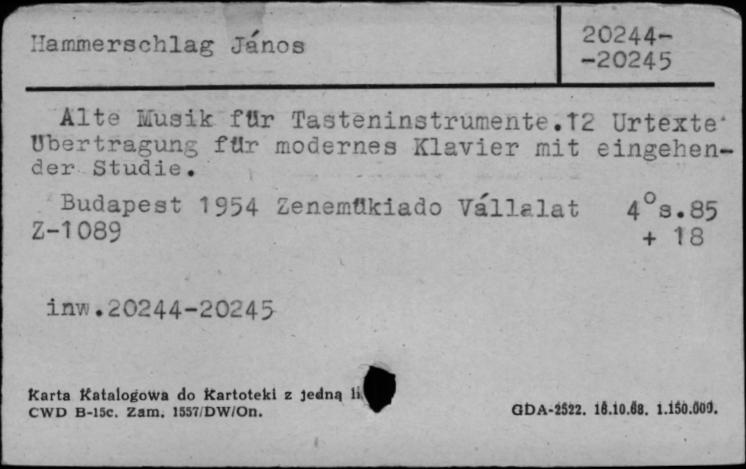 Hammerschlag János
20244-
-20245
Alte Musik für Tasteninstrumente.12 Urtexte
Übertragung für modernes Klavier mit eingehen-
der Studie.
Budapest 1954 Zeneműkiado Vállalat 4°s.85
Z-1089 + 18
inw.20244-20245
Karta Katalogowa do Kartoteki z jedną li
CWD B-15c. Zam. 1557/DW/On. GDA-2522. 16.10.68. 1.150.000.